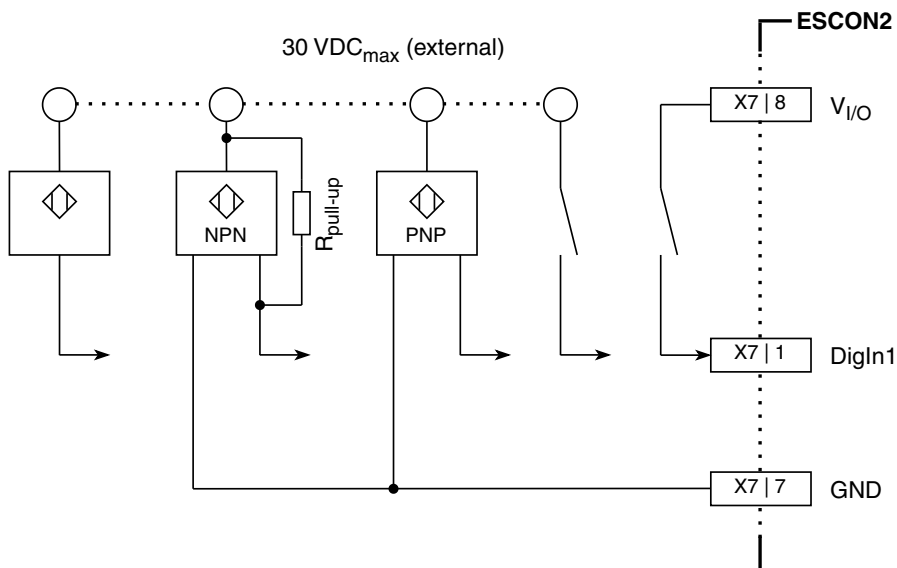 ESCON2
30 VDCmax (external)
X7 | 8
VI/O
NPN
Rpull-up
PNP
X7 | 1
DigIn1
X7 | 7
GND